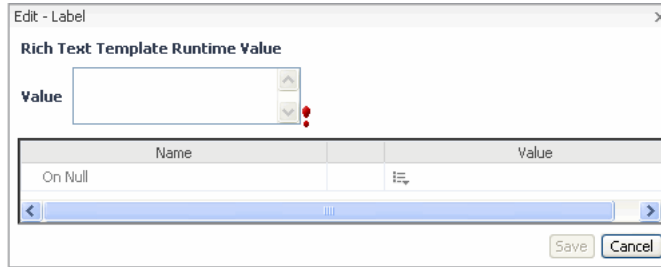 Edit - Label
Rich Text Template Runtime Value
Value
Name Value
On Null
Save Cancel